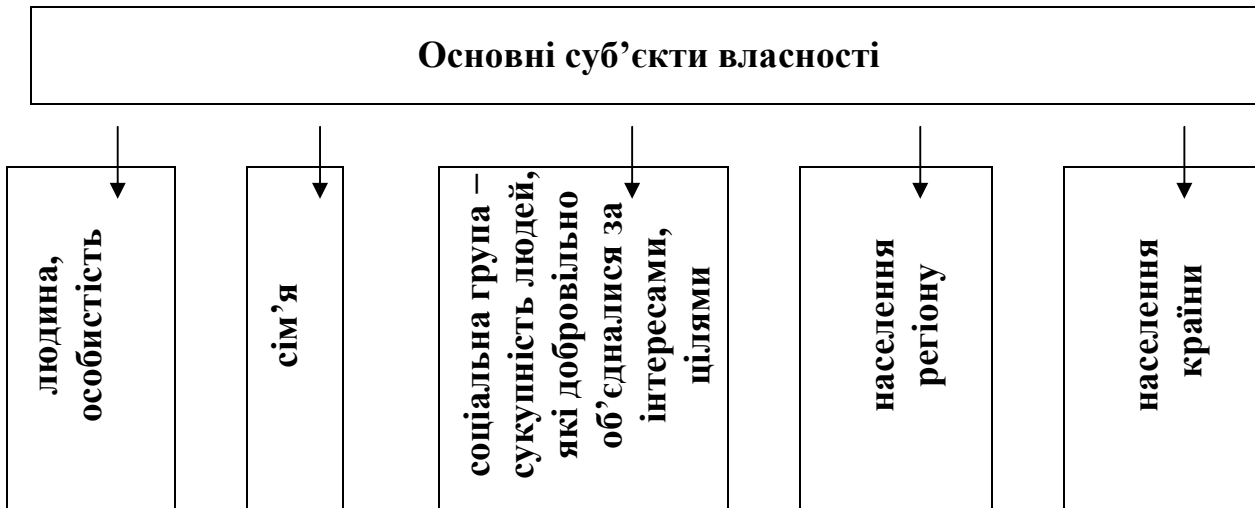 Основні суб’єкти власності
людина,
особистість
сім’я
соціальна група –
сукупність людей,
які добровільно
об’єдналися за
інтересами,
цілями
населення
регіону
населення
країни